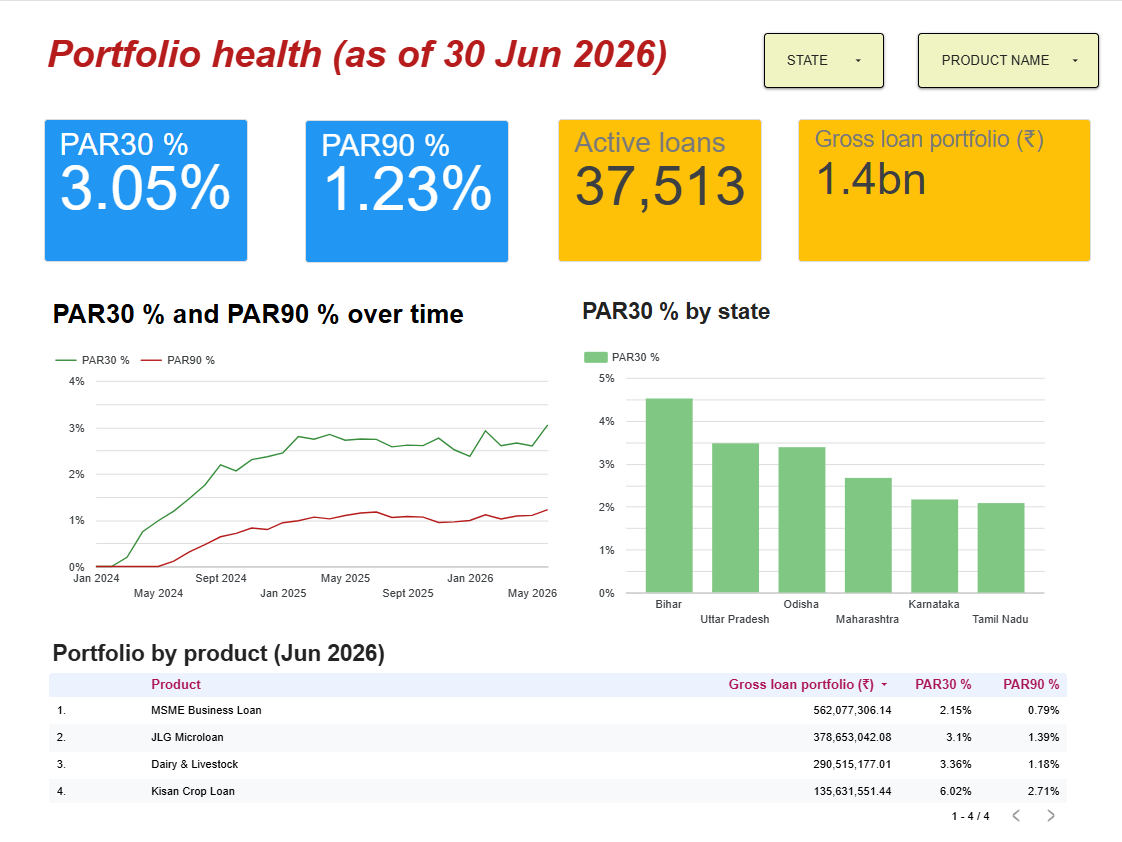 Portfolio health (as of 30 Jun 2026)
STATE
PRODUCT NAME
PAR30 %
3.05%
PAR90 %
1.23%
Active loans
37,513
Gross loan portfolio (₹)
1.4bn
PAR30 % and PAR90 % over time
PAR30 % PAR90 %
4%
3%
2%
1%
0%
Jan 2024 Sept 2024 May 2025 Jan 2026
May 2024 Jan 2025 Sept 2025 May 2026
PAR30 % by state
PAR30 %
5%
4%
3%
2%
1%
0%
Bihar Odisha Karnataka
Uttar Pradesh Maharashtra Tamil Nadu
Portfolio by product (Jun 2026)
Product Gross loan portfolio (₹) PAR30 % PAR90 %
1. MSME Business Loan 562,077,306.14 2.15% 0.79%
2. JLG Microloan 378,653,042.08 3.1% 1.39%
3. Dairy & Livestock 290,515,177.01 3.36% 1.18%
4. Kisan Crop Loan 135,631,551.44 6.02% 2.71%
1 - 4 / 4